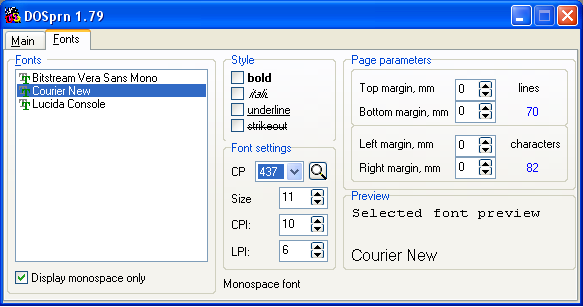 DOSprn 1.79
Main
Fonts
Fonts
Bitstream Vera Sans Mono
Courier New
Lucida Console
Display monospace only
Style
bold
italic
underline
strikeout
Font settings
CP 437
Size 11
CPI: 10
LPI: 6
Monospace font
Page parameters
Top margin, mm 0 lines
Bottom margin, mm 0 70
Left margin, mm 0 characters
Right margin, mm 0 82
Preview
Selected font preview
Courier New